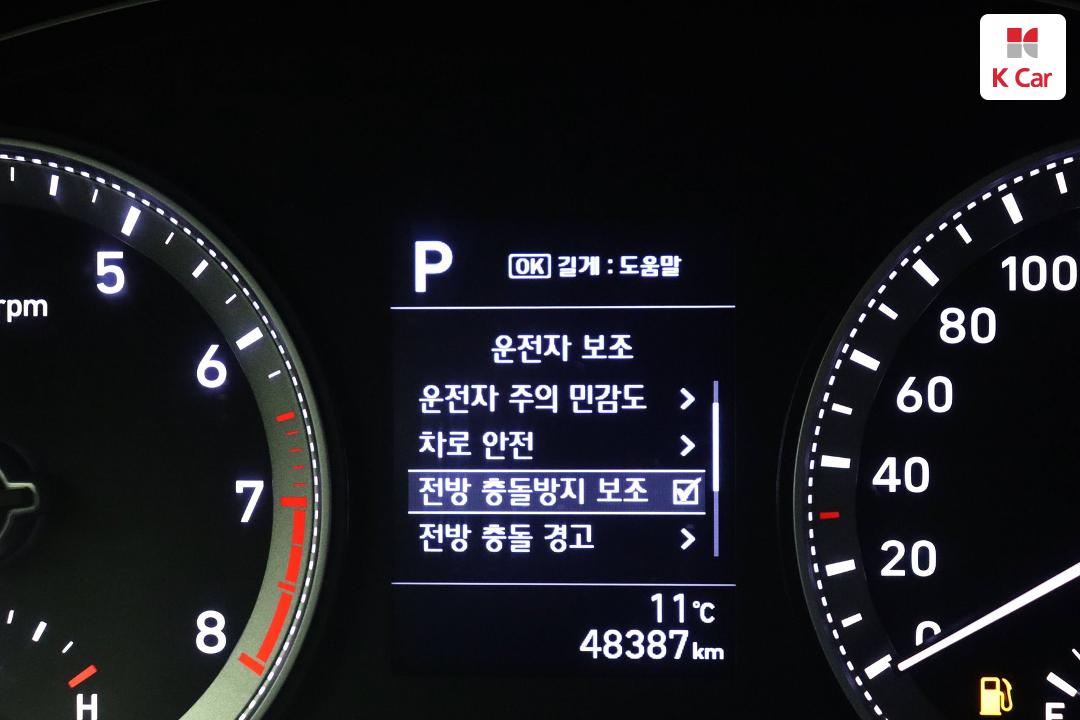 K Car
5
rpm
6
7
8
H
P
OK 길게 : 도움말
운전자 보조
운전자 주의 민감도
차로 안전
전방 충돌방지 보조
전방 충돌 경고
11℃
48387km
100
80
60
40
20
0